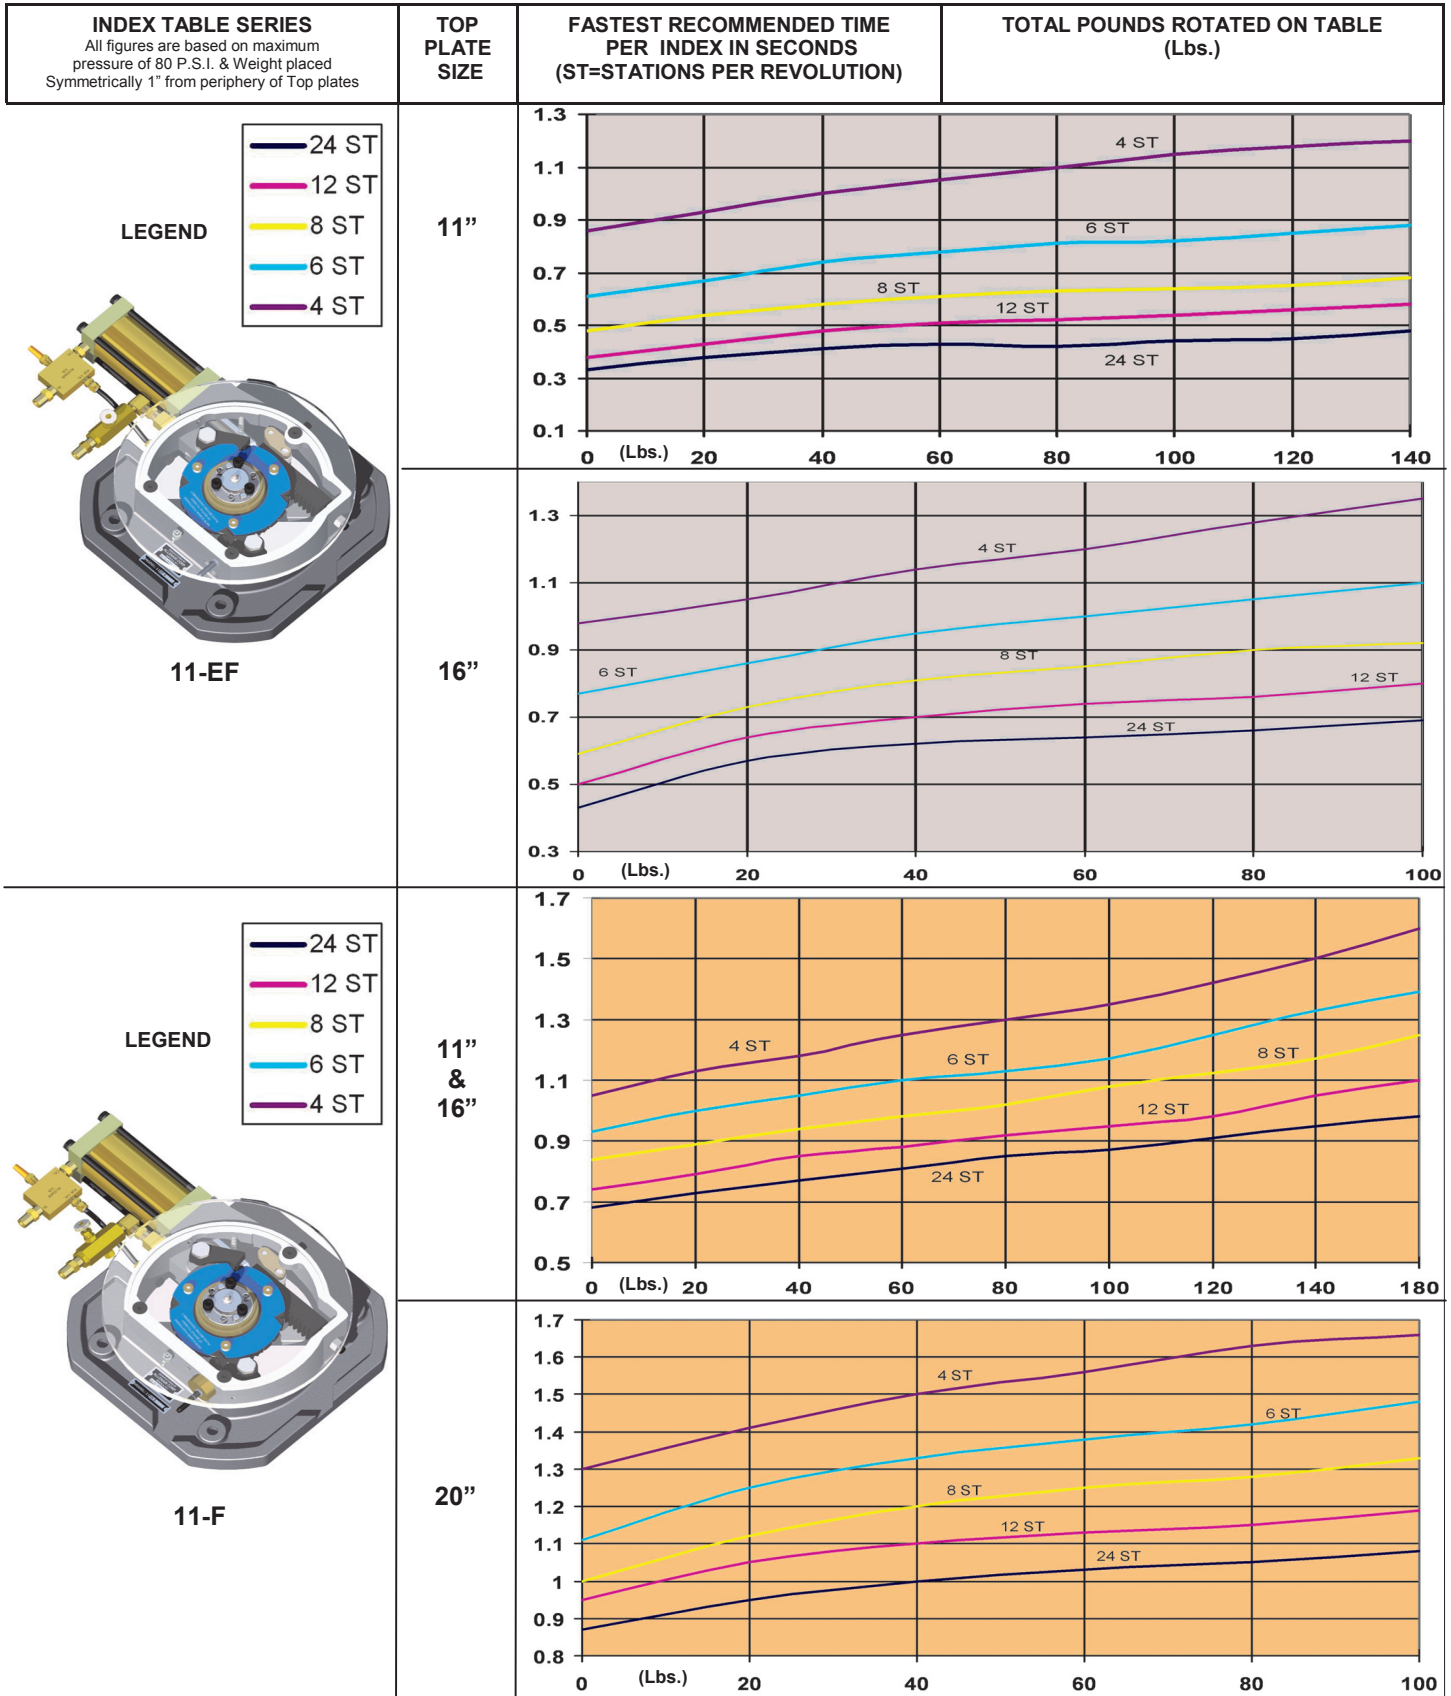 INDEX TABLE SERIES
All figures are based on maximum
pressure of 80 P.S.I. & Weight placed
Symmetrically 1” from periphery of Top plates
TOP
PLATE
SIZE
FASTEST RECOMMENDED TIME
PER INDEX IN SECONDS
(ST=STATIONS PER REVOLUTION)
TOTAL POUNDS ROTATED ON TABLE
(Lbs.)
LEGEND
24 ST
12 ST
8 ST
6 ST
4 ST
11-EF
11”
1.3
1.1
0.9
0.7
0.5
0.3
0.1
4 ST
6 ST
8 ST
12 ST
24 ST
0 (Lbs.) 20 40 60 80 100 120 140
16”
1.3
1.1
0.9
0.7
0.5
0.3
4 ST
6 ST
8 ST
12 ST
24 ST
0 (Lbs.) 20 40 60 80 100
LEGEND
24 ST
12 ST
8 ST
6 ST
4 ST
11-F
11”
&
16”
1.7
1.5
1.3
1.1
0.9
0.7
0.5
4 ST
6 ST
8 ST
12 ST
24 ST
0 (Lbs.) 20 40 60 80 100 120 140 180
20”
1.7
1.6
1.5
1.4
1.3
1.2
1.1
1
0.9
0.8
4 ST
6 ST
8 ST
12 ST
24 ST
0 (Lbs.) 20 40 60 80 100